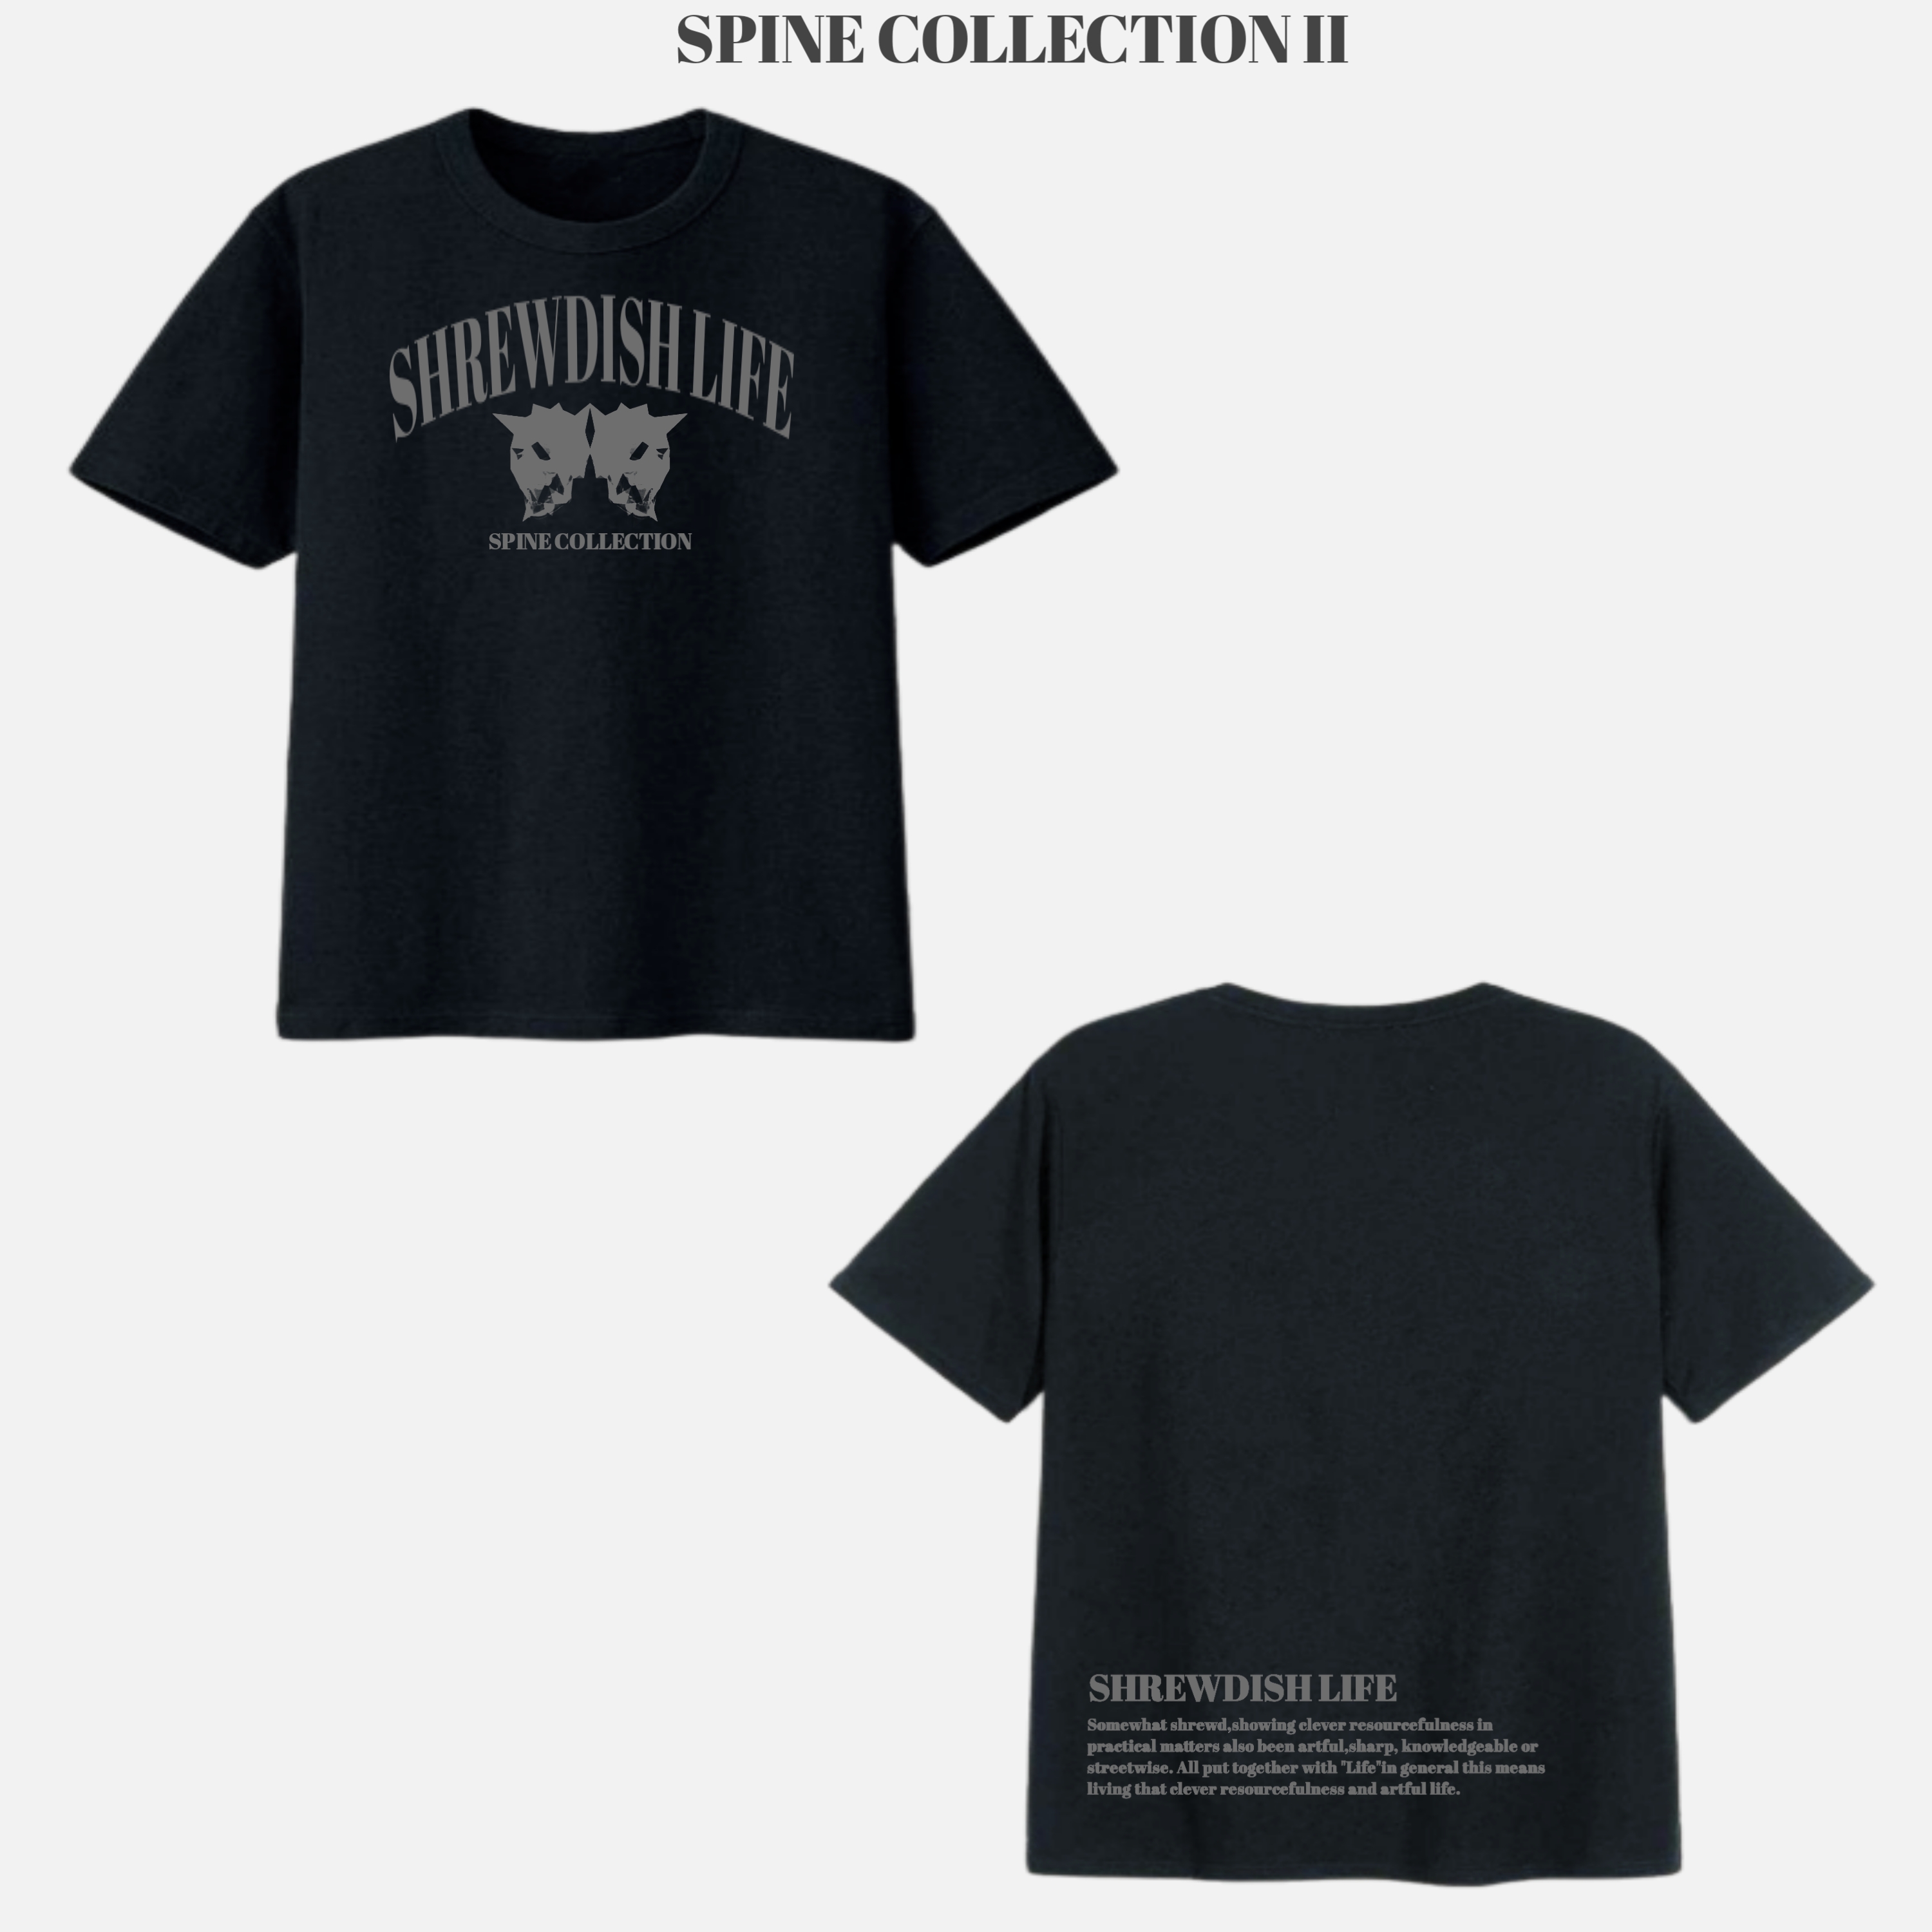 SPINE COLLECTION II
SHREWDISH LIFE
SPINE COLLECTION
SHREWDISH LIFE
Somewhat shrewd,showing clever resourcefulness in
practical matters also been artful,sharp, knowledgeable or
streetwise. All put together with "Life"in general this means
living that clever resourcefulness and artful life.